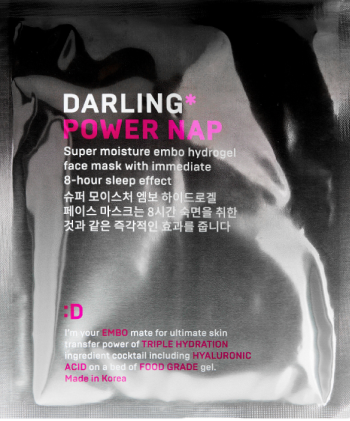 DARLING*
POWER NAP
Super moisture embo hydrogel
face mask with immediate
8-hour sleep effect
슈퍼 모이스처 엠보 하이드로겔
페이스 마스크는 8시간 숙면을 취한
것과 같은 즉각적인 효과를 줍니다
:D
I'm your EMBO mate for ultimate skin
transfer power of TRIPLE HYDRATION
ingredient cocktail including HYALURONIC
ACID on a bed of FOOD GRADE gel.
Made in Korea